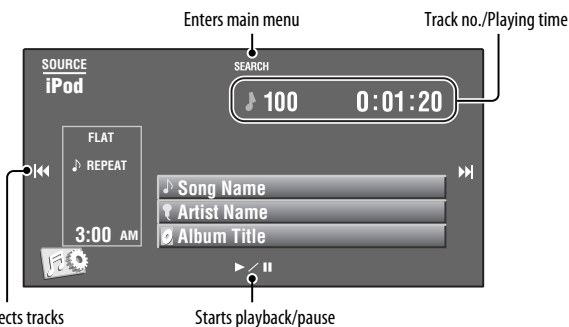 Enters main menu
Track no./Playing time
SOURCE
iPod
SEARCH
100 0:01:20
FLAT
REPEAT
Song Name
Artist Name
Album Title
3:00 AM
ects tracks
Starts playback/pause